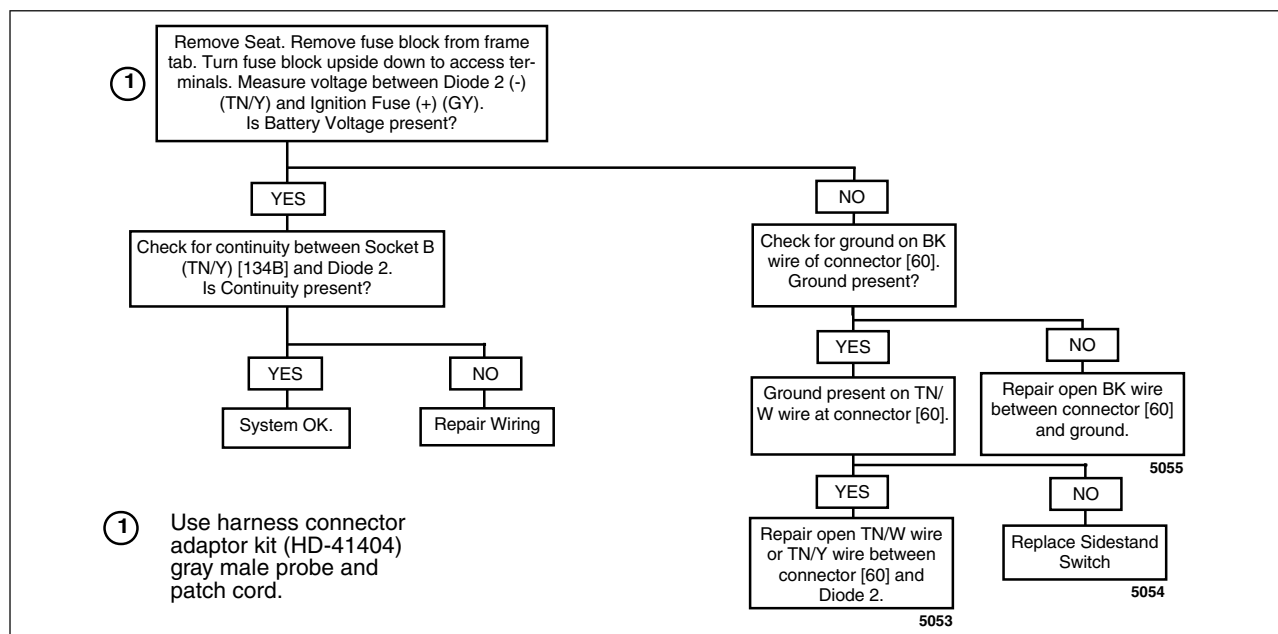 1
Remove Seat. Remove fuse block from frame
tab. Turn fuse block upside down to access ter-
minals. Measure voltage between Diode 2 (-)
(TN/Y) and Ignition Fuse (+) (GY).
Is Battery Voltage present?
YES
NO
Check for continuity between Socket B
(TN/Y) [134B] and Diode 2.
Is Continuity present?
Check for ground on BK
wire of connector [60].
Ground present?
YES
NO
YES
NO
System OK.
Repair Wiring
Ground present on TN/
W wire at connector [60].
Repair open BK wire
between connector [60]
and ground.
5055
YES
NO
1
Use harness connector
adaptor kit (HD-41404)
gray male probe and
patch cord.
Repair open TN/W wire
or TN/Y wire between
connector [60] and
Diode 2.
5053
Replace Sidestand
Switch
5054